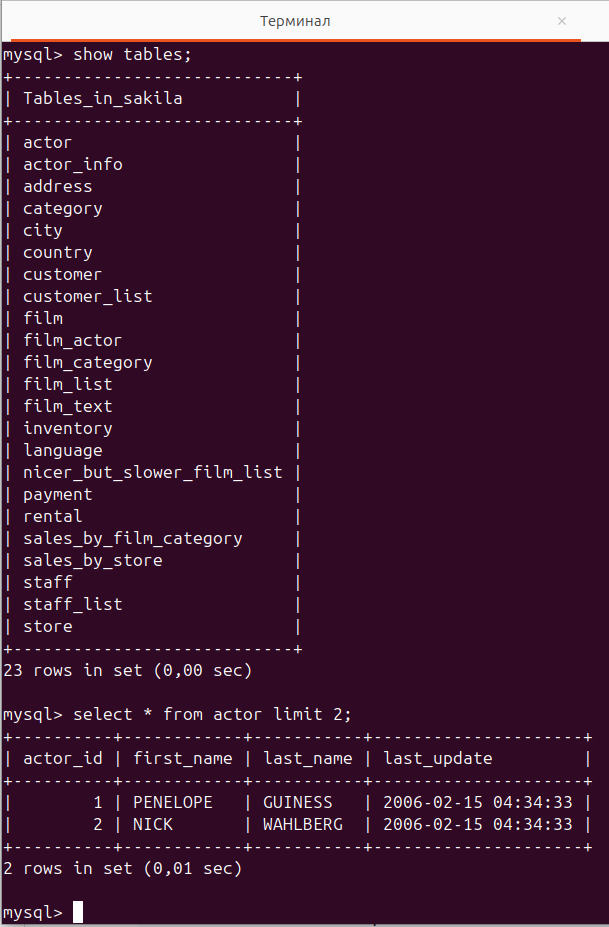 Терминал
×
mysql> show tables;
+----------------------------+
| Tables_in_sakila           |
+----------------------------+
| actor                      |
| actor_info                 |
| address                    |
| category                   |
| city                       |
| country                    |
| customer                   |
| customer_list              |
| film                       |
| film_actor                 |
| film_category              |
| film_list                  |
| film_text                  |
| inventory                  |
| language                   |
| nicer_but_slower_film_list |
| payment                    |
| rental                     |
| sales_by_film_category     |
| sales_by_store             |
| staff                      |
| staff_list                 |
| store                      |
+----------------------------+
23 rows in set (0,00 sec)

mysql> select * from actor limit 2;
+----------+------------+-----------+---------------------+
| actor_id | first_name | last_name | last_update         |
+----------+------------+-----------+---------------------+
|        1 | PENELOPE   | GUINESS   | 2006-02-15 04:34:33 |
|        2 | NICK       | WAHLBERG  | 2006-02-15 04:34:33 |
+----------+------------+-----------+---------------------+
2 rows in set (0,01 sec)

mysql>